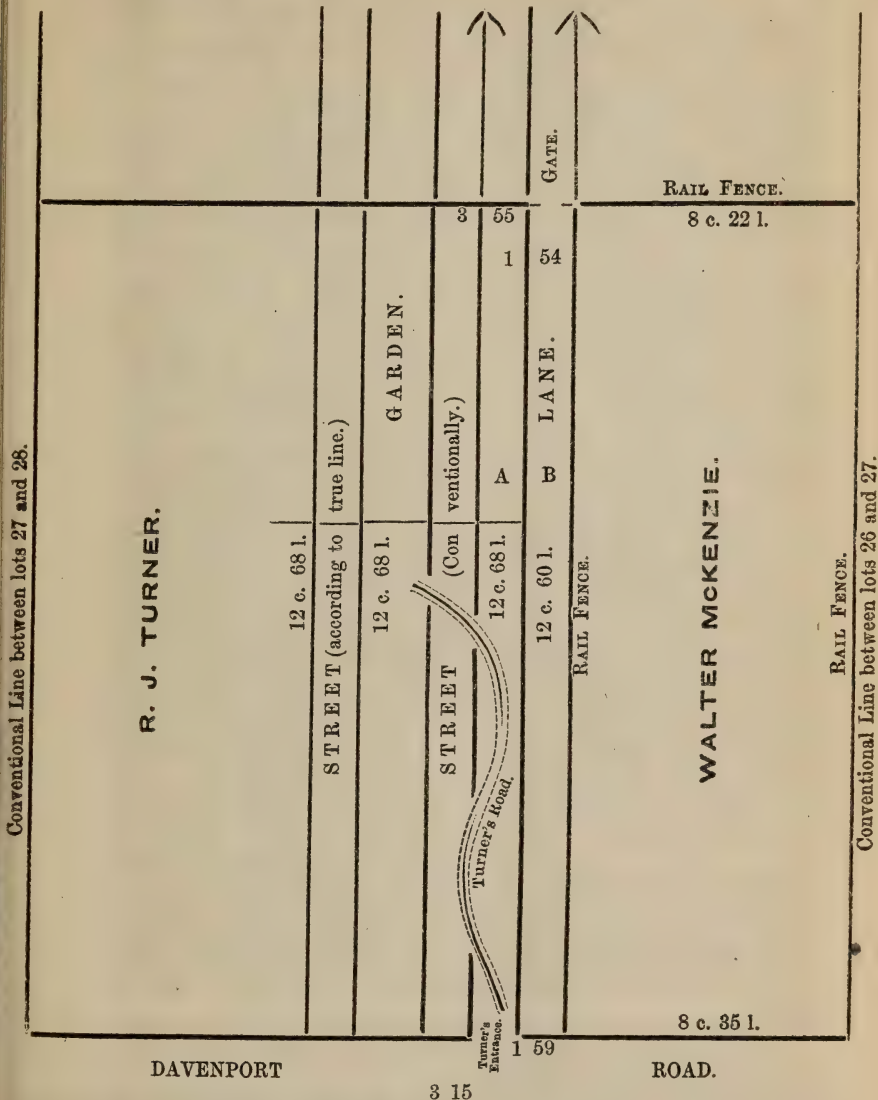 GATE.
RAIL FENCE.
3 55
8 c. 22 l.
1 54
GARDEN.
LANE.
STREET (according to true line.)
STREET (Conventionally.)
A
B
12 c. 68 l.
12 c. 68 l.
12 c. 68 l.
12 c. 60 l.
RAIL FENCE.
RAIL FENCE.
Conventional Line between lots 27 and 28.
R. J. TURNER.
WALTER McKENZIE.
Conventional Line between lots 26 and 27.
Turner's Road.
Turner's
Entrance.
8 c. 35 l.
1 59
DAVENPORT ROAD.
3 15